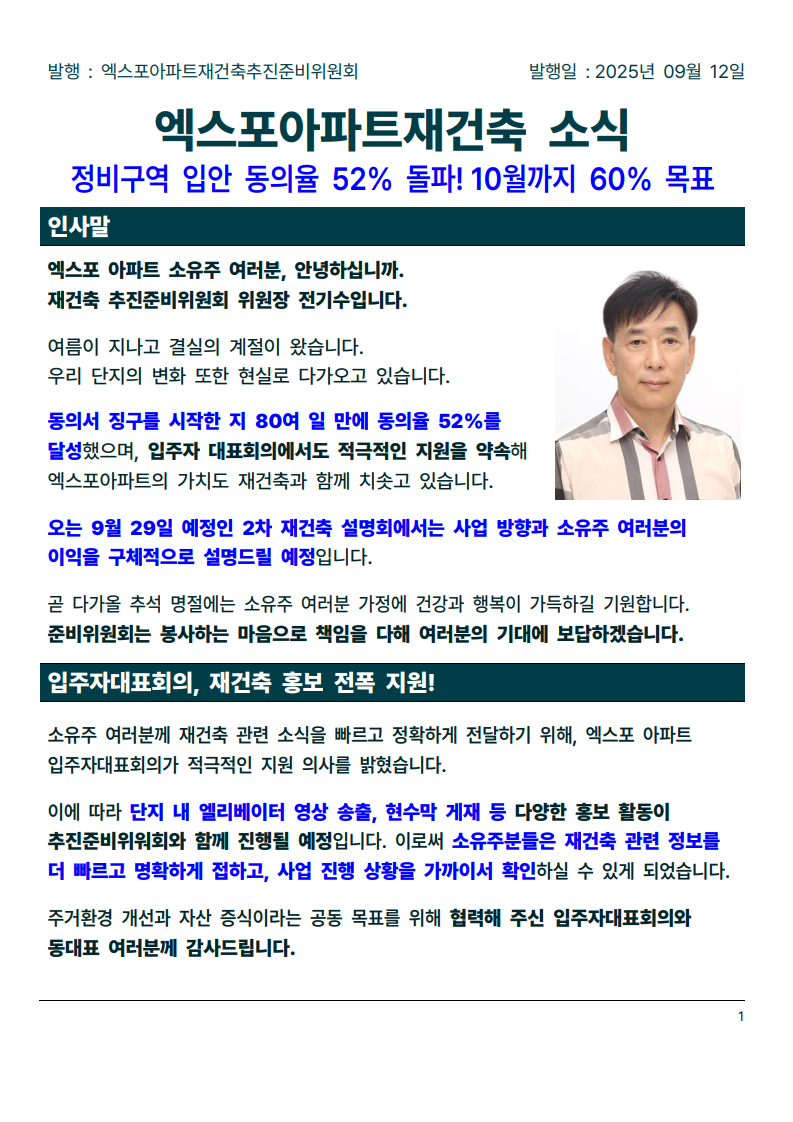 발행 : 엑스포아파트재건축추진준비위원회
발행일 : 2025년 09월 12일
엑스포아파트재건축 소식
정비구역 입안 동의율 52% 돌파! 10월까지 60% 목표
인사말
엑스포 아파트 소유주 여러분, 안녕하십니까.
재건축 추진준비위원회 위원장 전기수입니다.
여름이 지나고 결실의 계절이 왔습니다.
우리 단지의 변화 또한 현실로 다가오고 있습니다.
동의서 징구를 시작한 지 80여 일 만에 동의율 52%를
달성했으며, 입주자 대표회의에서도 적극적인 지원을 약속해
엑스포아파트의 가치도 재건축과 함께 치솟고 있습니다.
오는 9월 29일 예정인 2차 재건축 설명회에서는 사업 방향과 소유주 여러분의
이익을 구체적으로 설명드릴 예정입니다.
곧 다가올 추석 명절에는 소유주 여러분 가정에 건강과 행복이 가득하길 기원합니다.
준비위원회는 봉사하는 마음으로 책임을 다해 여러분의 기대에 보답하겠습니다.
입주자대표회의, 재건축 홍보 전폭 지원!
소유주 여러분께 재건축 관련 소식을 빠르고 정확하게 전달하기 위해, 엑스포 아파트
입주자대표회의가 적극적인 지원 의사를 밝혔습니다.
이에 따라 단지 내 엘리베이터 영상 송출, 현수막 게재 등 다양한 홍보 활동이
추진준비위워회와 함께 진행될 예정입니다. 이로써 소유주분들은 재건축 관련 정보를
더 빠르고 명확하게 접하고, 사업 진행 상황을 가까이서 확인하실 수 있게 되었습니다.
주거환경 개선과 자산 증식이라는 공동 목표를 위해 협력해 주신 입주자대표회의와
동대표 여러분께 감사드립니다.
1